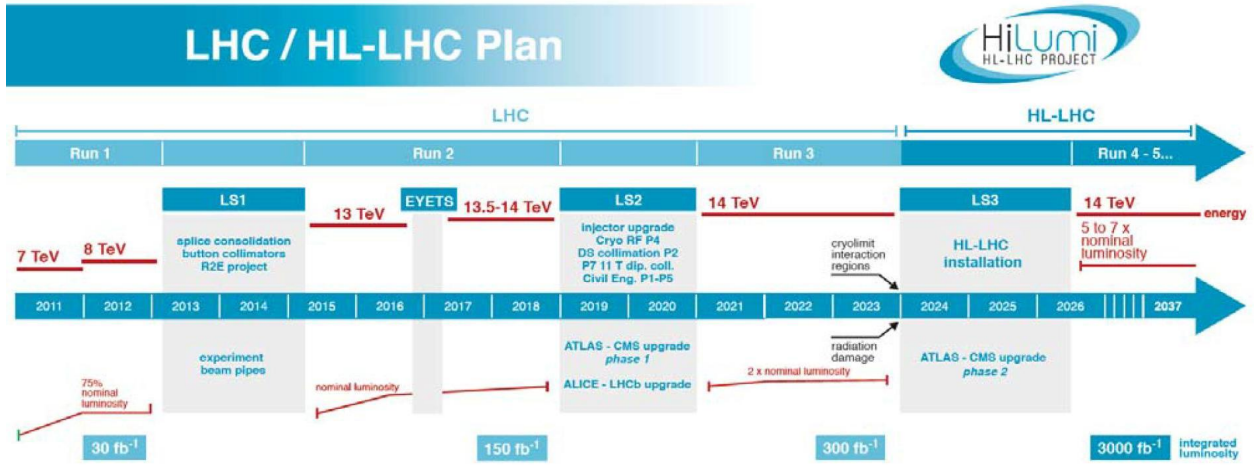 LHC / HL-LHC Plan
HiLumi
HL-LHC PROJECT
LHC
HL-LHC
Run 1
Run 2
Run 3
Run 4 - 5...
LS1
EYETS
LS2
LS3
7 TeV
8 TeV
13 TeV
13.5-14 TeV
14 TeV
14 TeV
energy
splice consolidation
button collimators
R2E project
injector upgrade
Cryo RF P4
DS collimation P2
P7 11 T dip. coll.
Civil Eng. P1-P5
cryolimit
interaction
regions
HL-LHC
installation
5 to 7 x
nominal
luminosity
2011
2012
2013
2014
2015
2016
2017
2018
2019
2020
2021
2022
2023
2024
2025
2026
2037
75%
nominal
luminosity
experiment
beam pipes
nominal luminosity
ATLAS - CMS upgrade
phase 1
ALICE - LHCb upgrade
2 x nominal luminosity
radiation
damage
ATLAS - CMS upgrade
phase 2
30 fb⁻¹
150 fb⁻¹
300 fb⁻¹
3000 fb⁻¹
integrated
luminosity